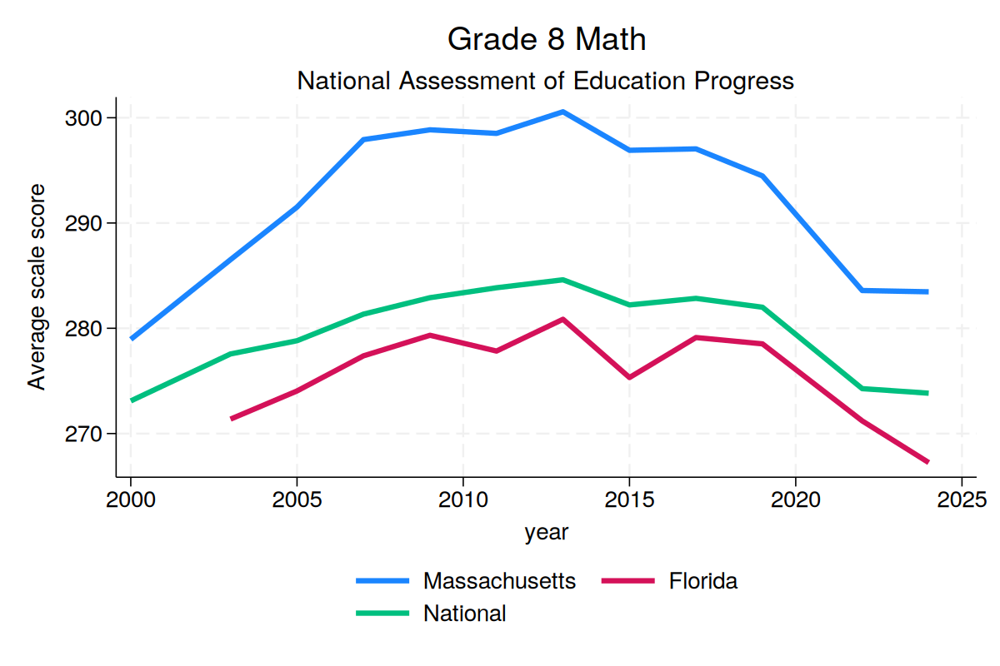 Grade 8 Math
National Assessment of Education Progress
Average scale score
300
290
280
270
2000 2005 2010 2015 2020 2025
year
Massachusetts Florida
National